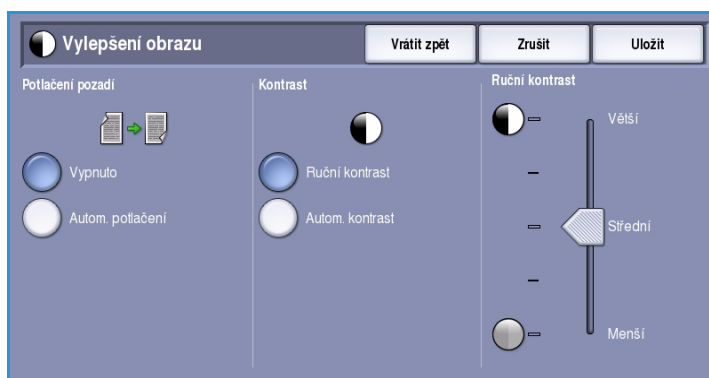 Vylepšení obrazu
Vrátit zpět
Zrušit
Uložit
Potlačení pozadí
Vypnuto
Autom. potlačení
Kontrast
Ruční kontrast
Autom. kontrast
Ruční kontrast
Větší
Střední
Menší